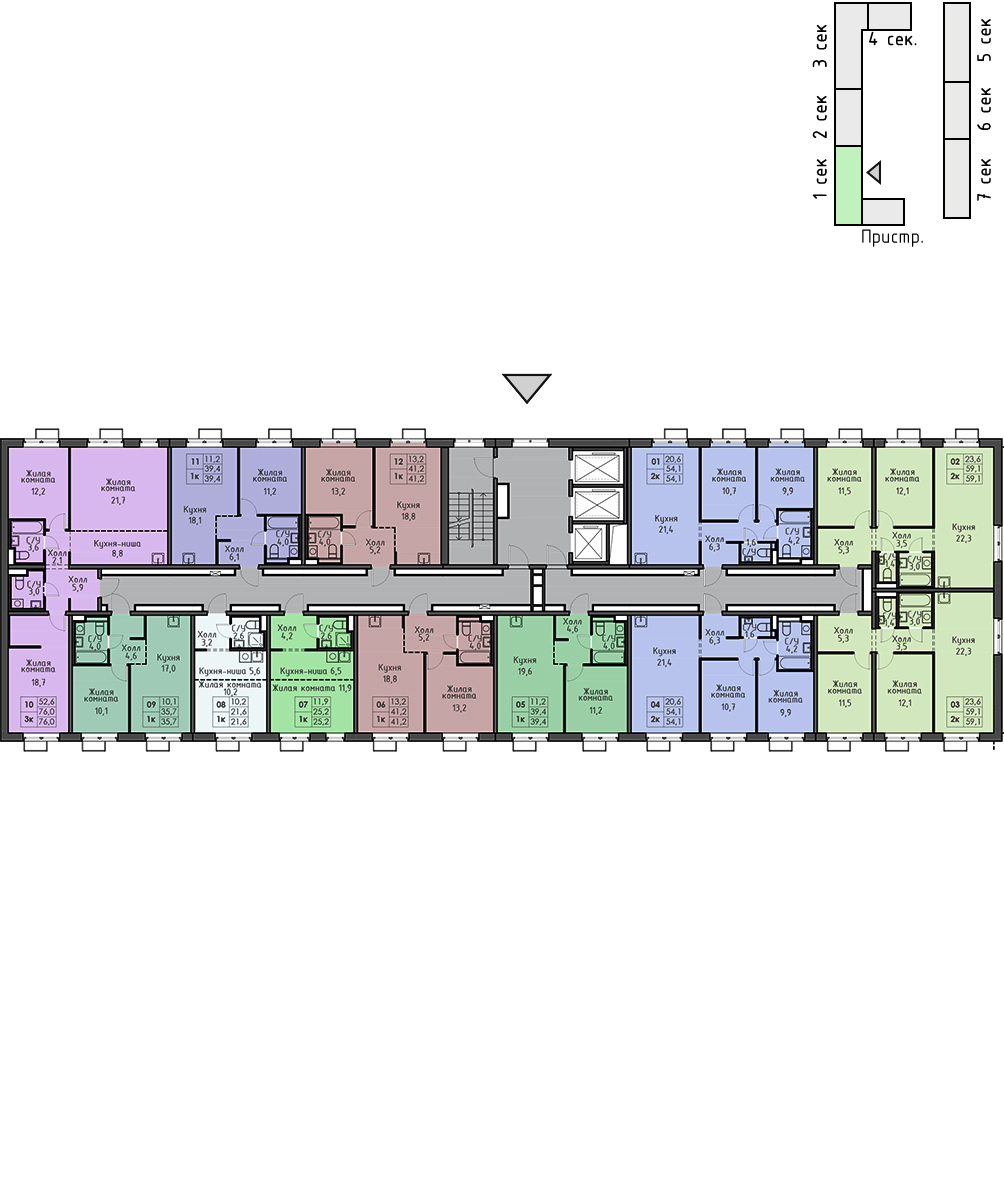 3 сек
2 сек
1 сек
4 сек.
5 сек
6 сек
7 сек
Пристр.
Жилая
комната
12,2
Жилая
комната
21,7
С/У
3,6
Холл
2,1
Кухня-ниша
8,8
С/У
3,0
Холл
5,9
Жилая
комната
18,7
10 52,6
76,0
3к 76,0
11 11,2
39,4
1к 39,4
Кухня
18,1
Жилая
комната
11,2
Холл
6,1
С/У
4,0
Жилая
комната
13,2
12 13,2
41,2
1к 41,2
Кухня
18,8
С/У
4,0
Холл
5,2
01 20,6
54,1
2к 54,1
Кухня
21,4
Жилая
комната
10,7
Жилая
комната
9,9
Холл
6,3
1,6
С/У
С/У
4,2
Жилая
комната
11,5
Жилая
комната
12,1
02 23,6
59,1
2к 59,1
Кухня
22,3
Холл
5,3
Холл
3,5
С/У
1,4
С/У
3,0
С/У
4,0
Холл
4,6
Кухня
17,0
Жилая
комната
10,1
09 10,1
35,7
1к 35,7
Холл
3,2
С/У
2,6
Кухня-ниша 5,6
Жилая комната
10,2
08 10,2
21,6
1к 21,6
Холл
4,2
С/У
2,6
Кухня-ниша 6,5
Жилая комната 11,9
07 11,9
25,2
1к 25,2
Кухня
18,8
Холл
5,2
С/У
4,0
06 13,2
41,2
1к 41,2
Жилая
комната
13,2
Кухня
19,6
Холл
4,6
С/У
4,0
05 11,2
39,4
1к 39,4
Жилая
комната
11,2
Кухня
21,4
Холл
6,3
С/У
1,6
С/У
4,2
04 20,6
54,1
2к 54,1
Жилая
комната
10,7
Жилая
комната
9,9
Холл
5,3
С/У
1,4
С/У
3,0
Холл
3,5
Кухня
22,3
Жилая
комната
11,5
Жилая
комната
12,1
03 23,6
59,1
2к 59,1